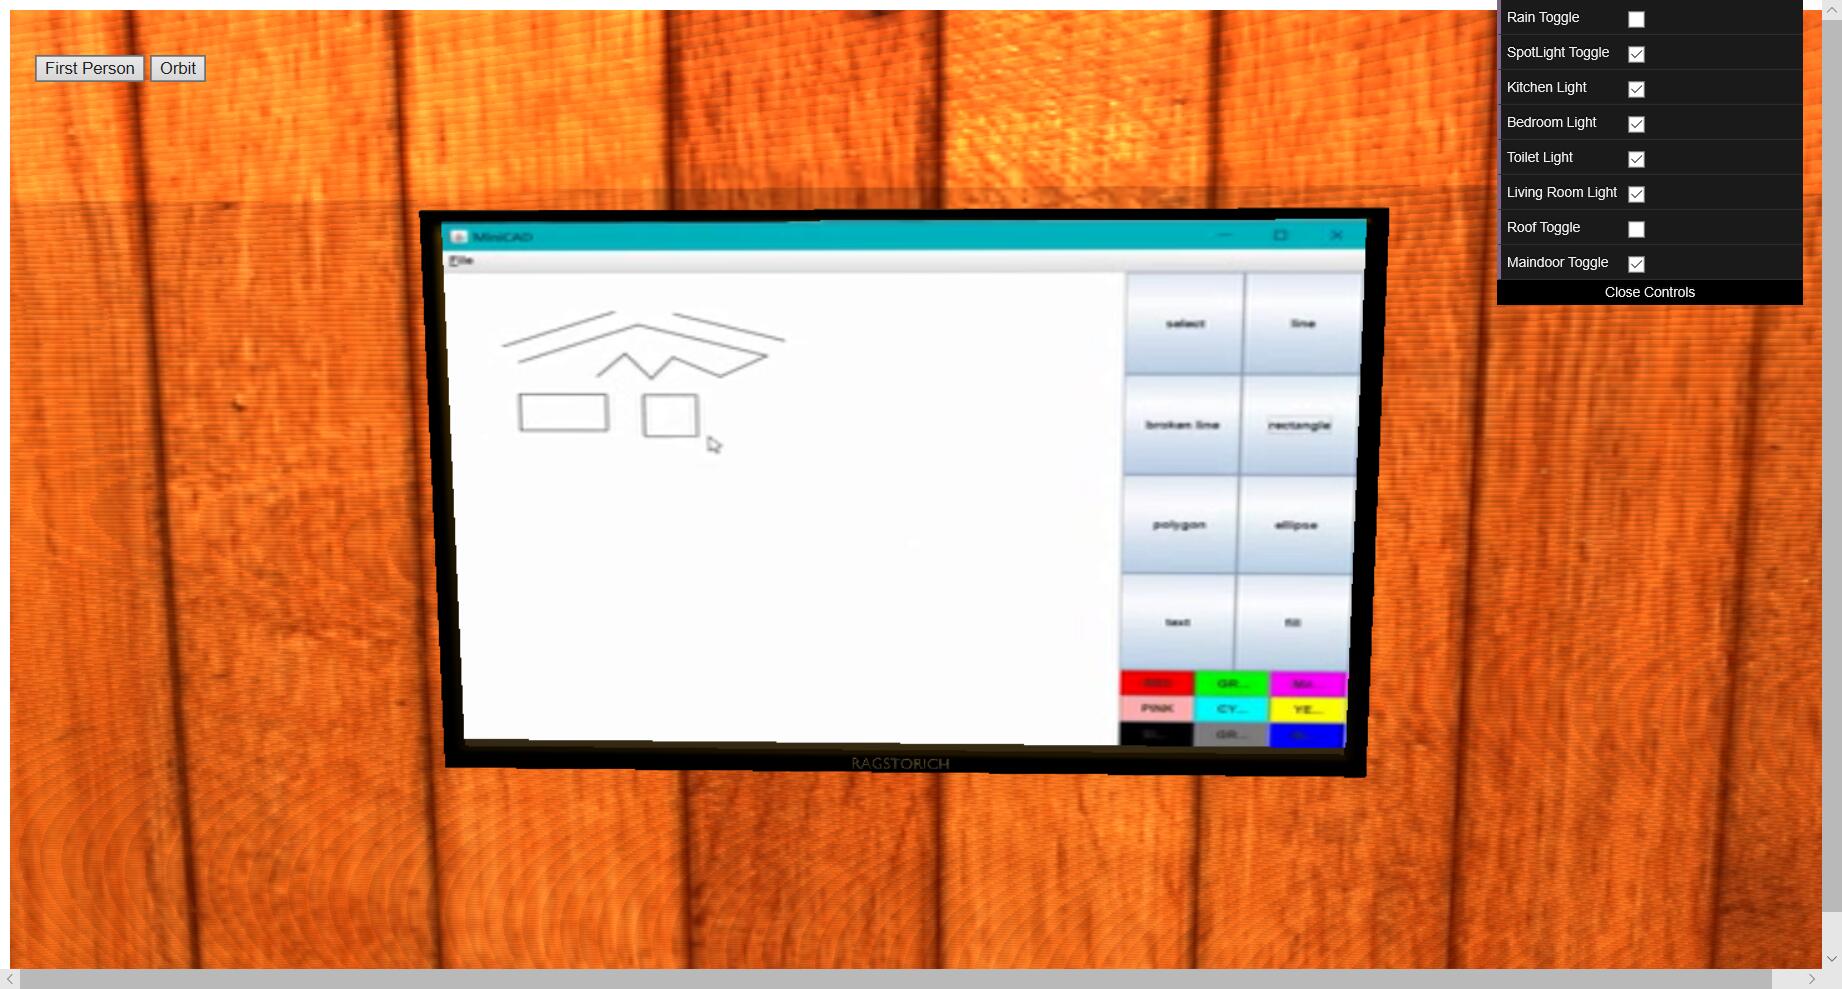 First Person
Orbit
Rain Toggle
SpotLight Toggle
Kitchen Light
Bedroom Light
Toilet Light
Living Room Light
Roof Toggle
Maindoor Toggle
Close Controls
MiniCAD
File
select
line
broken line
rectangle
polygon
ellipse
text
fill
RED
GR...
MA...
PINK
CY...
YE...
GR...
RAGSTORICH